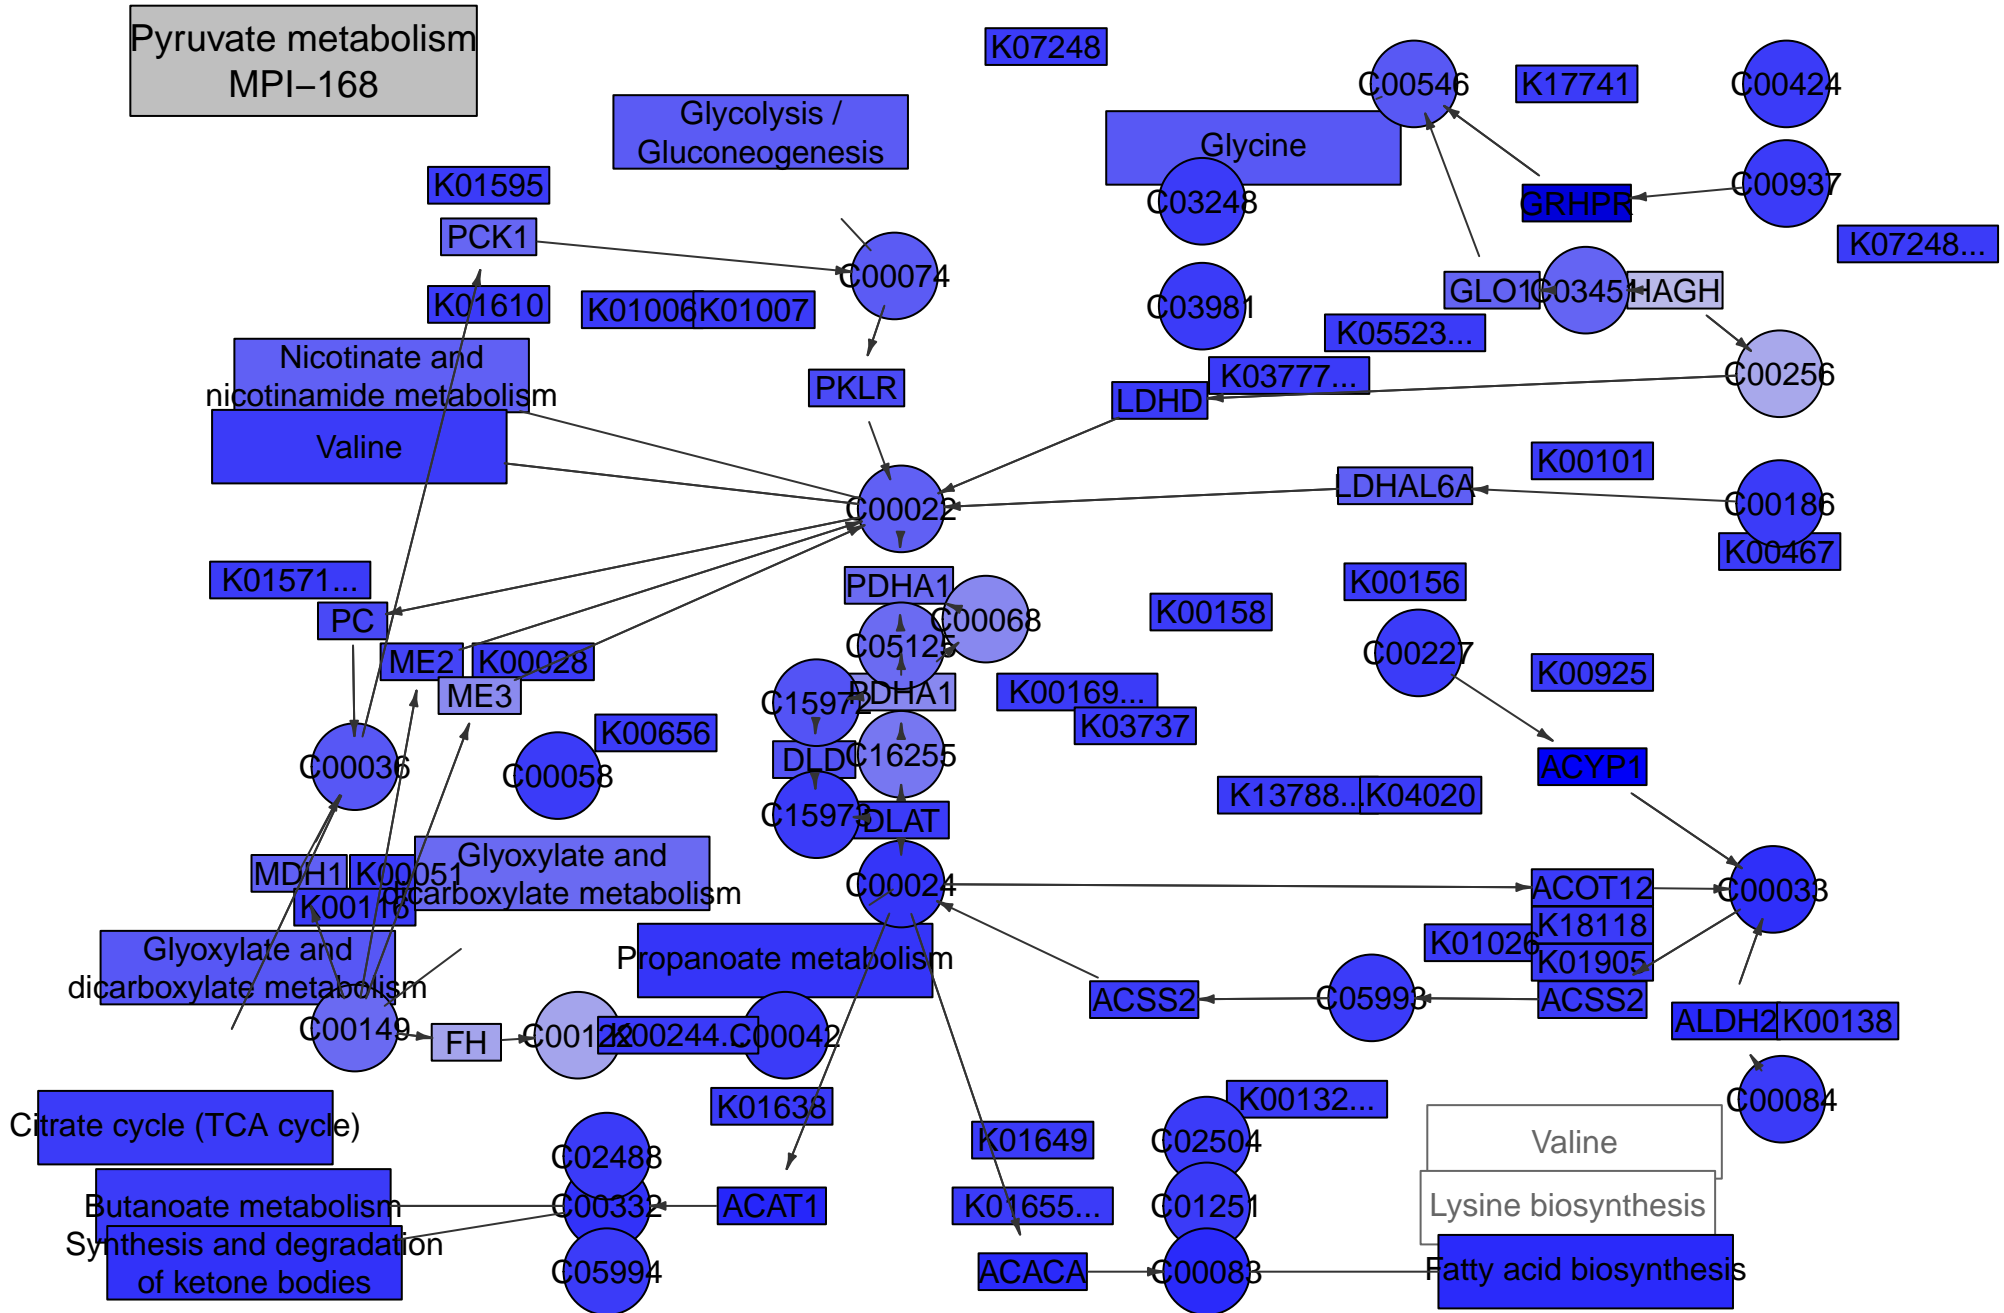 Pyruvate metabolism
MPI−168
K07248
C00546
K17741
C00424
Glycolysis /
Gluconeogenesis
Glycine
K01595
C03248
GRHPR
C00937
PCK1
K07248...
C00074
GLO1
C03451
HAGH
K01610
K01006
K01007
C03981
K05523...
Nicotinate and
nicotinamide metabolism
PKLR
K03777...
LDHD
C00256
Valine
K00101
LDHAL6A
C00186
C00022
K00467
K01571...
PDHA1
K00156
PC
C00068
K00158
C05125
C00227
ME2
K00028
K00925
ME3
PDHA1
K00169...
C15972
K03737
K00656
C00036
C00058
DLD
C16255
ACYP1
K13788...
K04020
C15973
DLAT
MDH1
K00051
Glyoxylate and
dicarboxylate metabolism
C00024
ACOT12
C00033
K00116
K18118
Glyoxylate and
dicarboxylate metabolism
Propanoate metabolism
K01026
K01905
ACSS2
C05993
ACSS2
ALDH2
K00138
C00149
FH
C00122
K00244...
C00042
K01638
K00132...
C00084
Citrate cycle (TCA cycle)
C02488
K01649
C02504
Valine
Butanoate metabolism
C00332
ACAT1
K01655...
C01251
Lysine biosynthesis
Synthesis and degradation
of ketone bodies
C05994
ACACA
C00083
Fatty acid biosynthesis